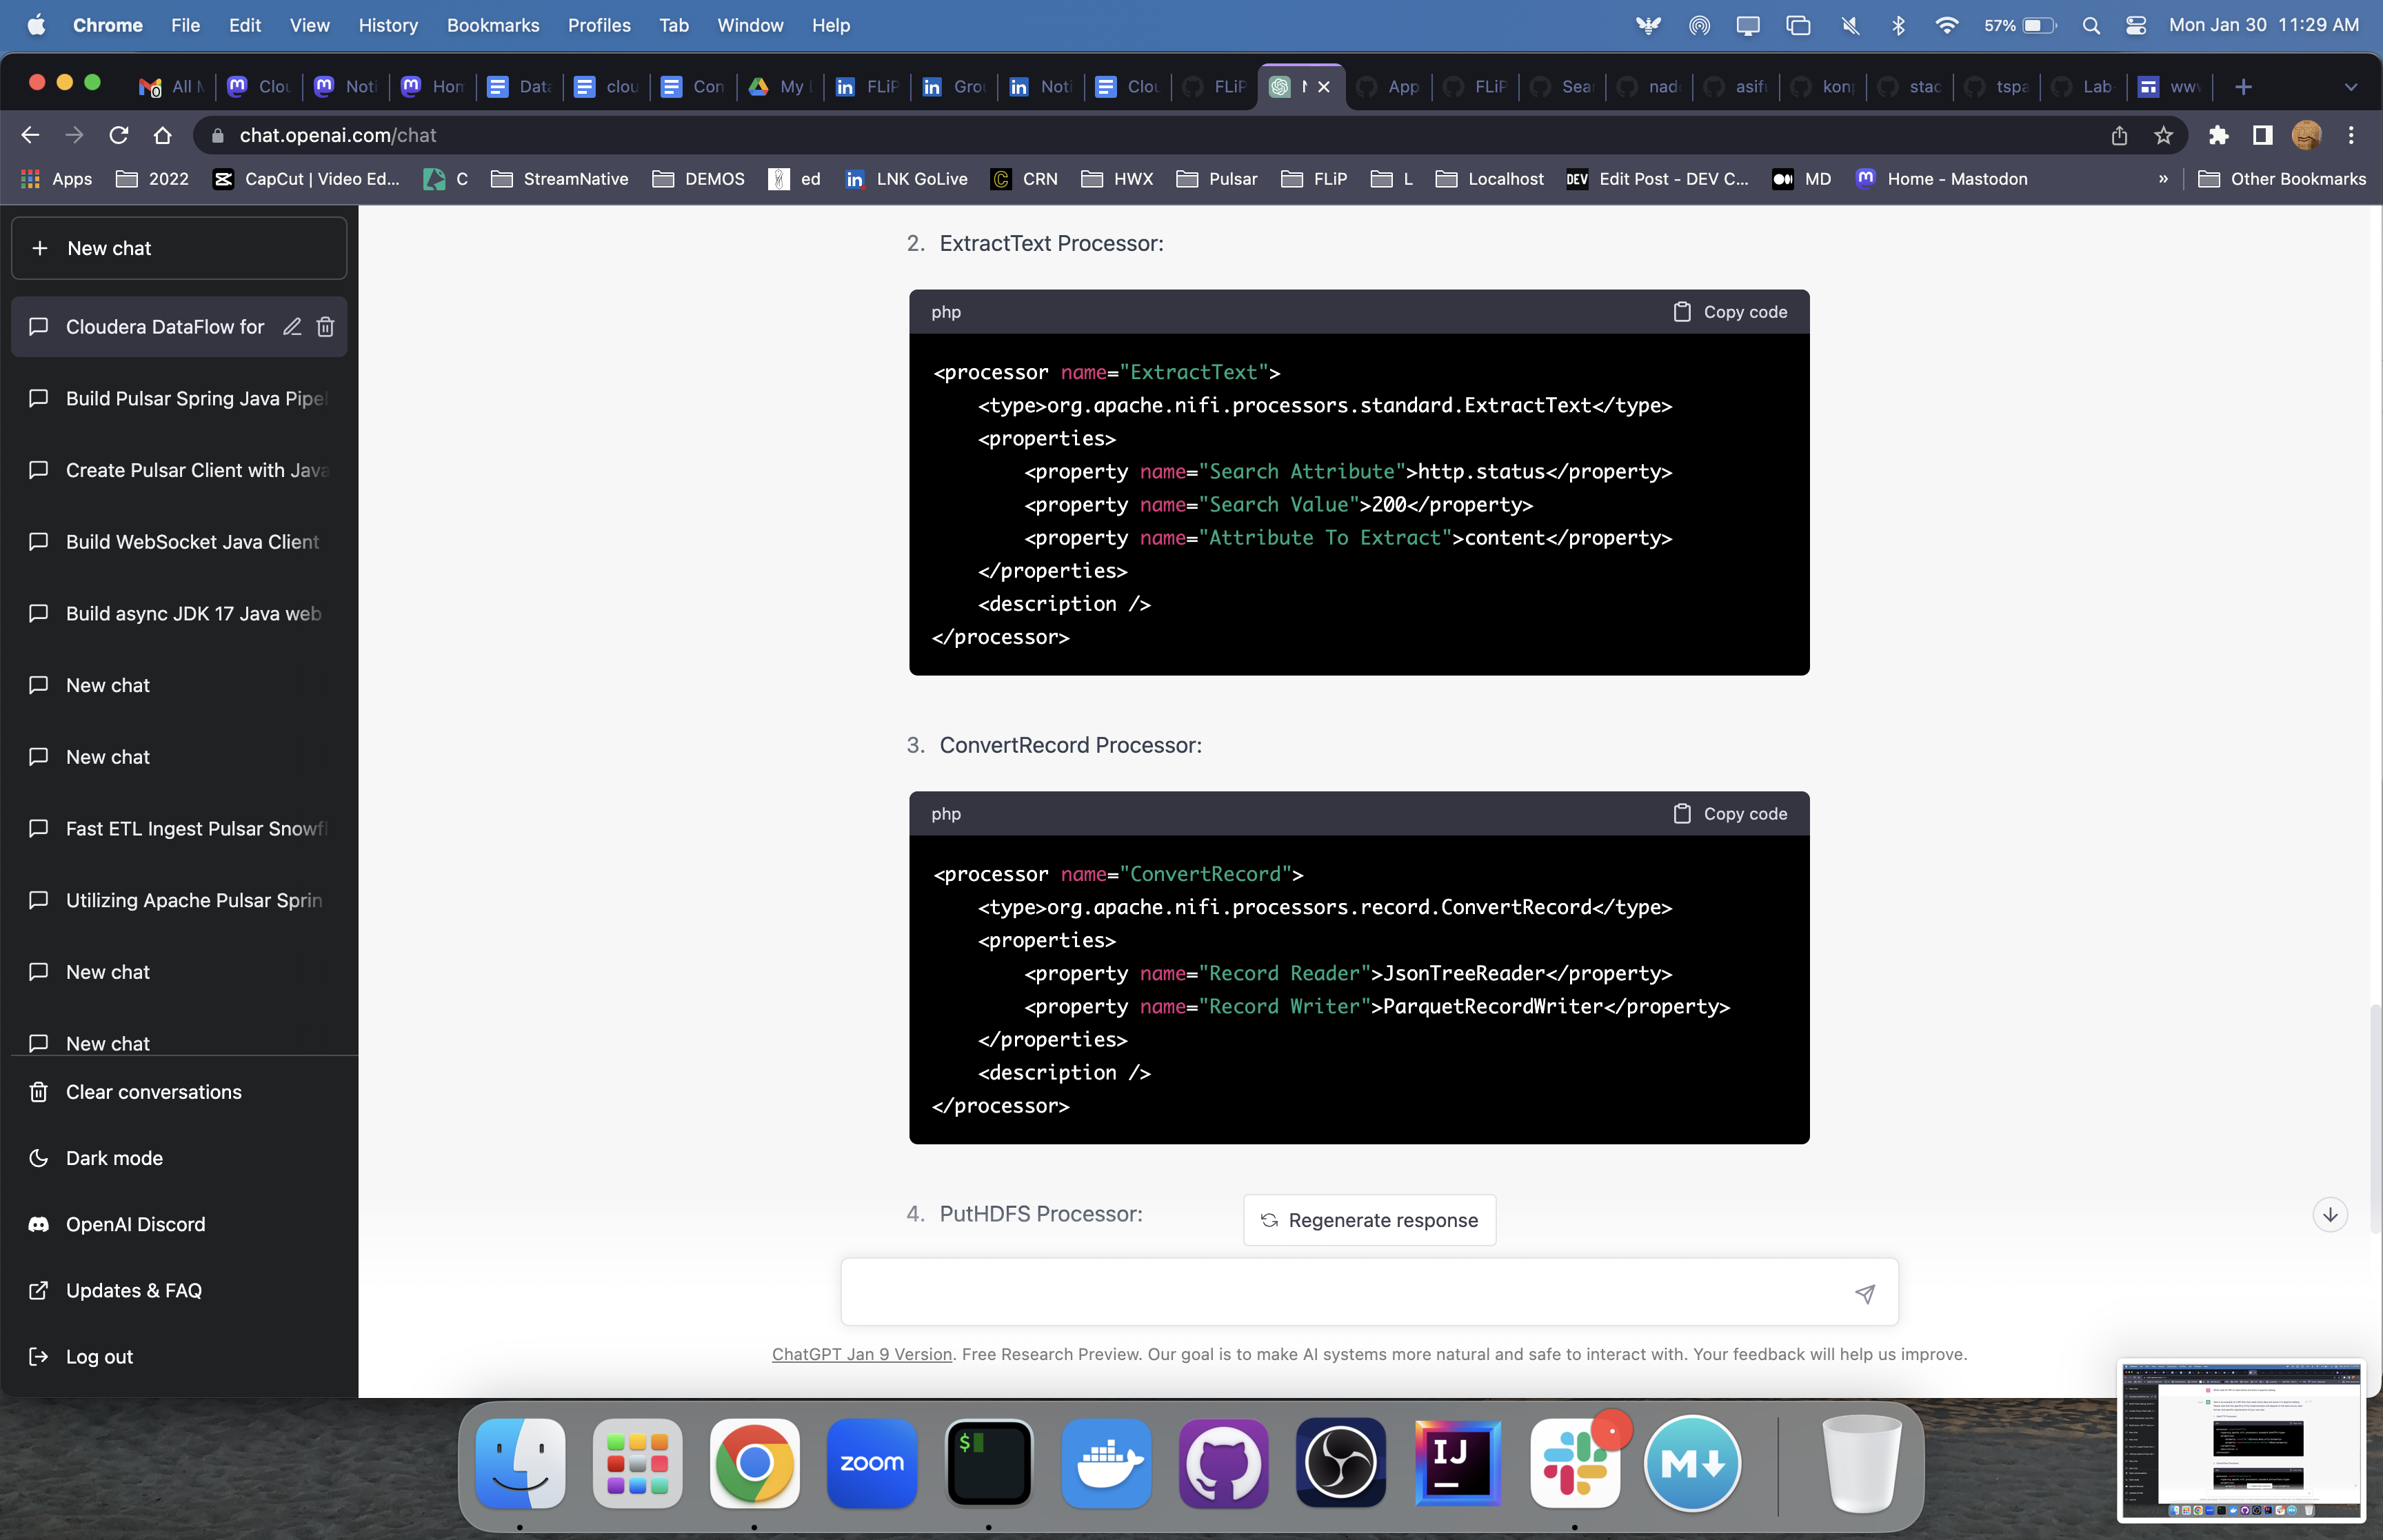 Chrome File Edit View History Bookmarks Profiles Tab Window Help 57% Mon Jan 30 11:29 AM
All Clou Noti Hom Data clou Con My FLiP Gro Noti Clou FLiP App FLiP Sea nad asif kon stac tspa Lab www
chat.openai.com/chat
Apps 2022 CapCut | Video Ed... C StreamNative DEMOS ed LNK GoLive CRN HWX Pulsar FLiP L Localhost DEV Edit Post - DEV C... MD Home - Mastodon » Other Bookmarks
New chat
Cloudera DataFlow for
Build Pulsar Spring Java Pipel
Create Pulsar Client with Java
Build WebSocket Java Client
Build async JDK 17 Java web
New chat
New chat
Fast ETL Ingest Pulsar Snowfl
Utilizing Apache Pulsar Sprin
New chat
New chat
Clear conversations
Dark mode
OpenAI Discord
Updates & FAQ
Log out
2. ExtractText Processor:
php Copy code
<processor name="ExtractText">
<type>org.apache.nifi.processors.standard.ExtractText</type>
<properties>
<property name="Search Attribute">http.status</property>
<property name="Search Value">200</property>
<property name="Attribute To Extract">content</property>
</properties>
<description />
</processor>
3. ConvertRecord Processor:
php Copy code
<processor name="ConvertRecord">
<type>org.apache.nifi.processors.record.ConvertRecord</type>
<properties>
<property name="Record Reader">JsonTreeReader</property>
<property name="Record Writer">ParquetRecordWriter</property>
</properties>
<description />
</processor>
4. PutHDFS Processor:
Regenerate response
ChatGPT Jan 9 Version. Free Research Preview. Our goal is to make AI systems more natural and safe to interact with. Your feedback will help us improve.
zoom $ IJ M